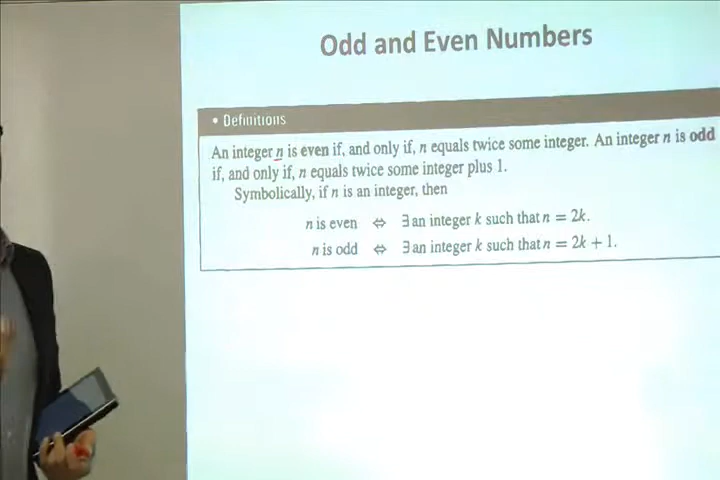 Odd and Even Numbers
• Definitions
An integer n is even if, and only if, n equals twice some integer. An integer n is odd
if, and only if, n equals twice some integer plus 1.
Symbolically, if n is an integer, then
n is even ⇔ ∃ an integer k such that n = 2k.
n is odd ⇔ ∃ an integer k such that n = 2k + 1.